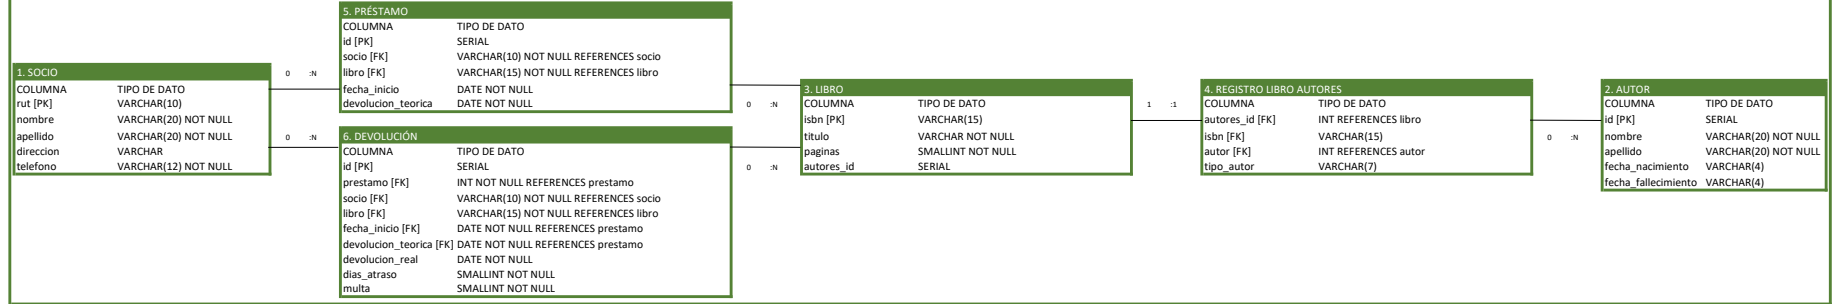 1. SOCIO
COLUMNA TIPO DE DATO
rut [PK] VARCHAR(10)
nombre VARCHAR(20) NOT NULL
apellido VARCHAR(20) NOT NULL
direccion VARCHAR
telefono VARCHAR(12) NOT NULL
0 :N
0 :N
5. PRÉSTAMO
COLUMNA TIPO DE DATO
id [PK] SERIAL
socio [FK] VARCHAR(10) NOT NULL REFERENCES socio
libro [FK] VARCHAR(15) NOT NULL REFERENCES libro
fecha_inicio DATE NOT NULL
devolucion_teorica DATE NOT NULL
6. DEVOLUCIÓN
COLUMNA TIPO DE DATO
id [PK] SERIAL
prestamo [FK] INT NOT NULL REFERENCES prestamo
socio [FK] VARCHAR(10) NOT NULL REFERENCES socio
libro [FK] VARCHAR(15) NOT NULL REFERENCES libro
fecha_inicio [FK] DATE NOT NULL REFERENCES prestamo
devolucion_teorica [FK] DATE NOT NULL REFERENCES prestamo
devolucion_real DATE NOT NULL
dias_atraso SMALLINT NOT NULL
multa SMALLINT NOT NULL
0 :N
0 :N
3. LIBRO
COLUMNA TIPO DE DATO
isbn [PK] VARCHAR(15)
titulo VARCHAR NOT NULL
paginas SMALLINT NOT NULL
autores_id SERIAL
1 :1
4. REGISTRO LIBRO AUTORES
COLUMNA TIPO DE DATO
autores_id [FK] INT REFERENCES libro
isbn [FK] VARCHAR(15)
autor [FK] INT REFERENCES autor
tipo_autor VARCHAR(7)
0 :N
2. AUTOR
COLUMNA TIPO DE DATO
id [PK] SERIAL
nombre VARCHAR(20) NOT NULL
apellido VARCHAR(20) NOT NULL
fecha_nacimiento VARCHAR(4)
fecha_fallecimiento VARCHAR(4)